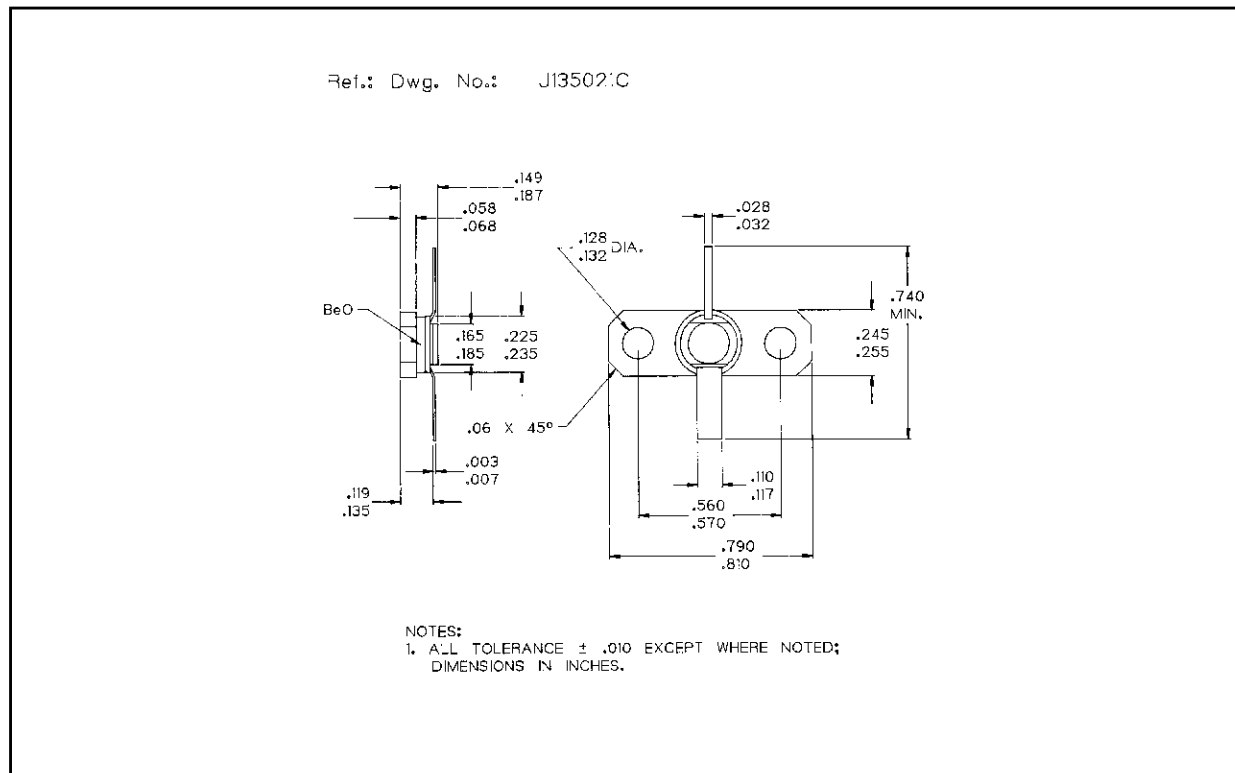 Ref.: Dwg. No.: J135021C
.149
.187
.058
.068
.028
.032
.128
.132 DIA.
.740
MIN.
BeO
.165 .225
.185 .235
.245
.255
.06 X 45°
.003
.007
.119
.135
.110
.117
.560
.570
.790
.810
NOTES:
1. ALL TOLERANCE ± .010 EXCEPT WHERE NOTED;
DIMENSIONS IN INCHES.